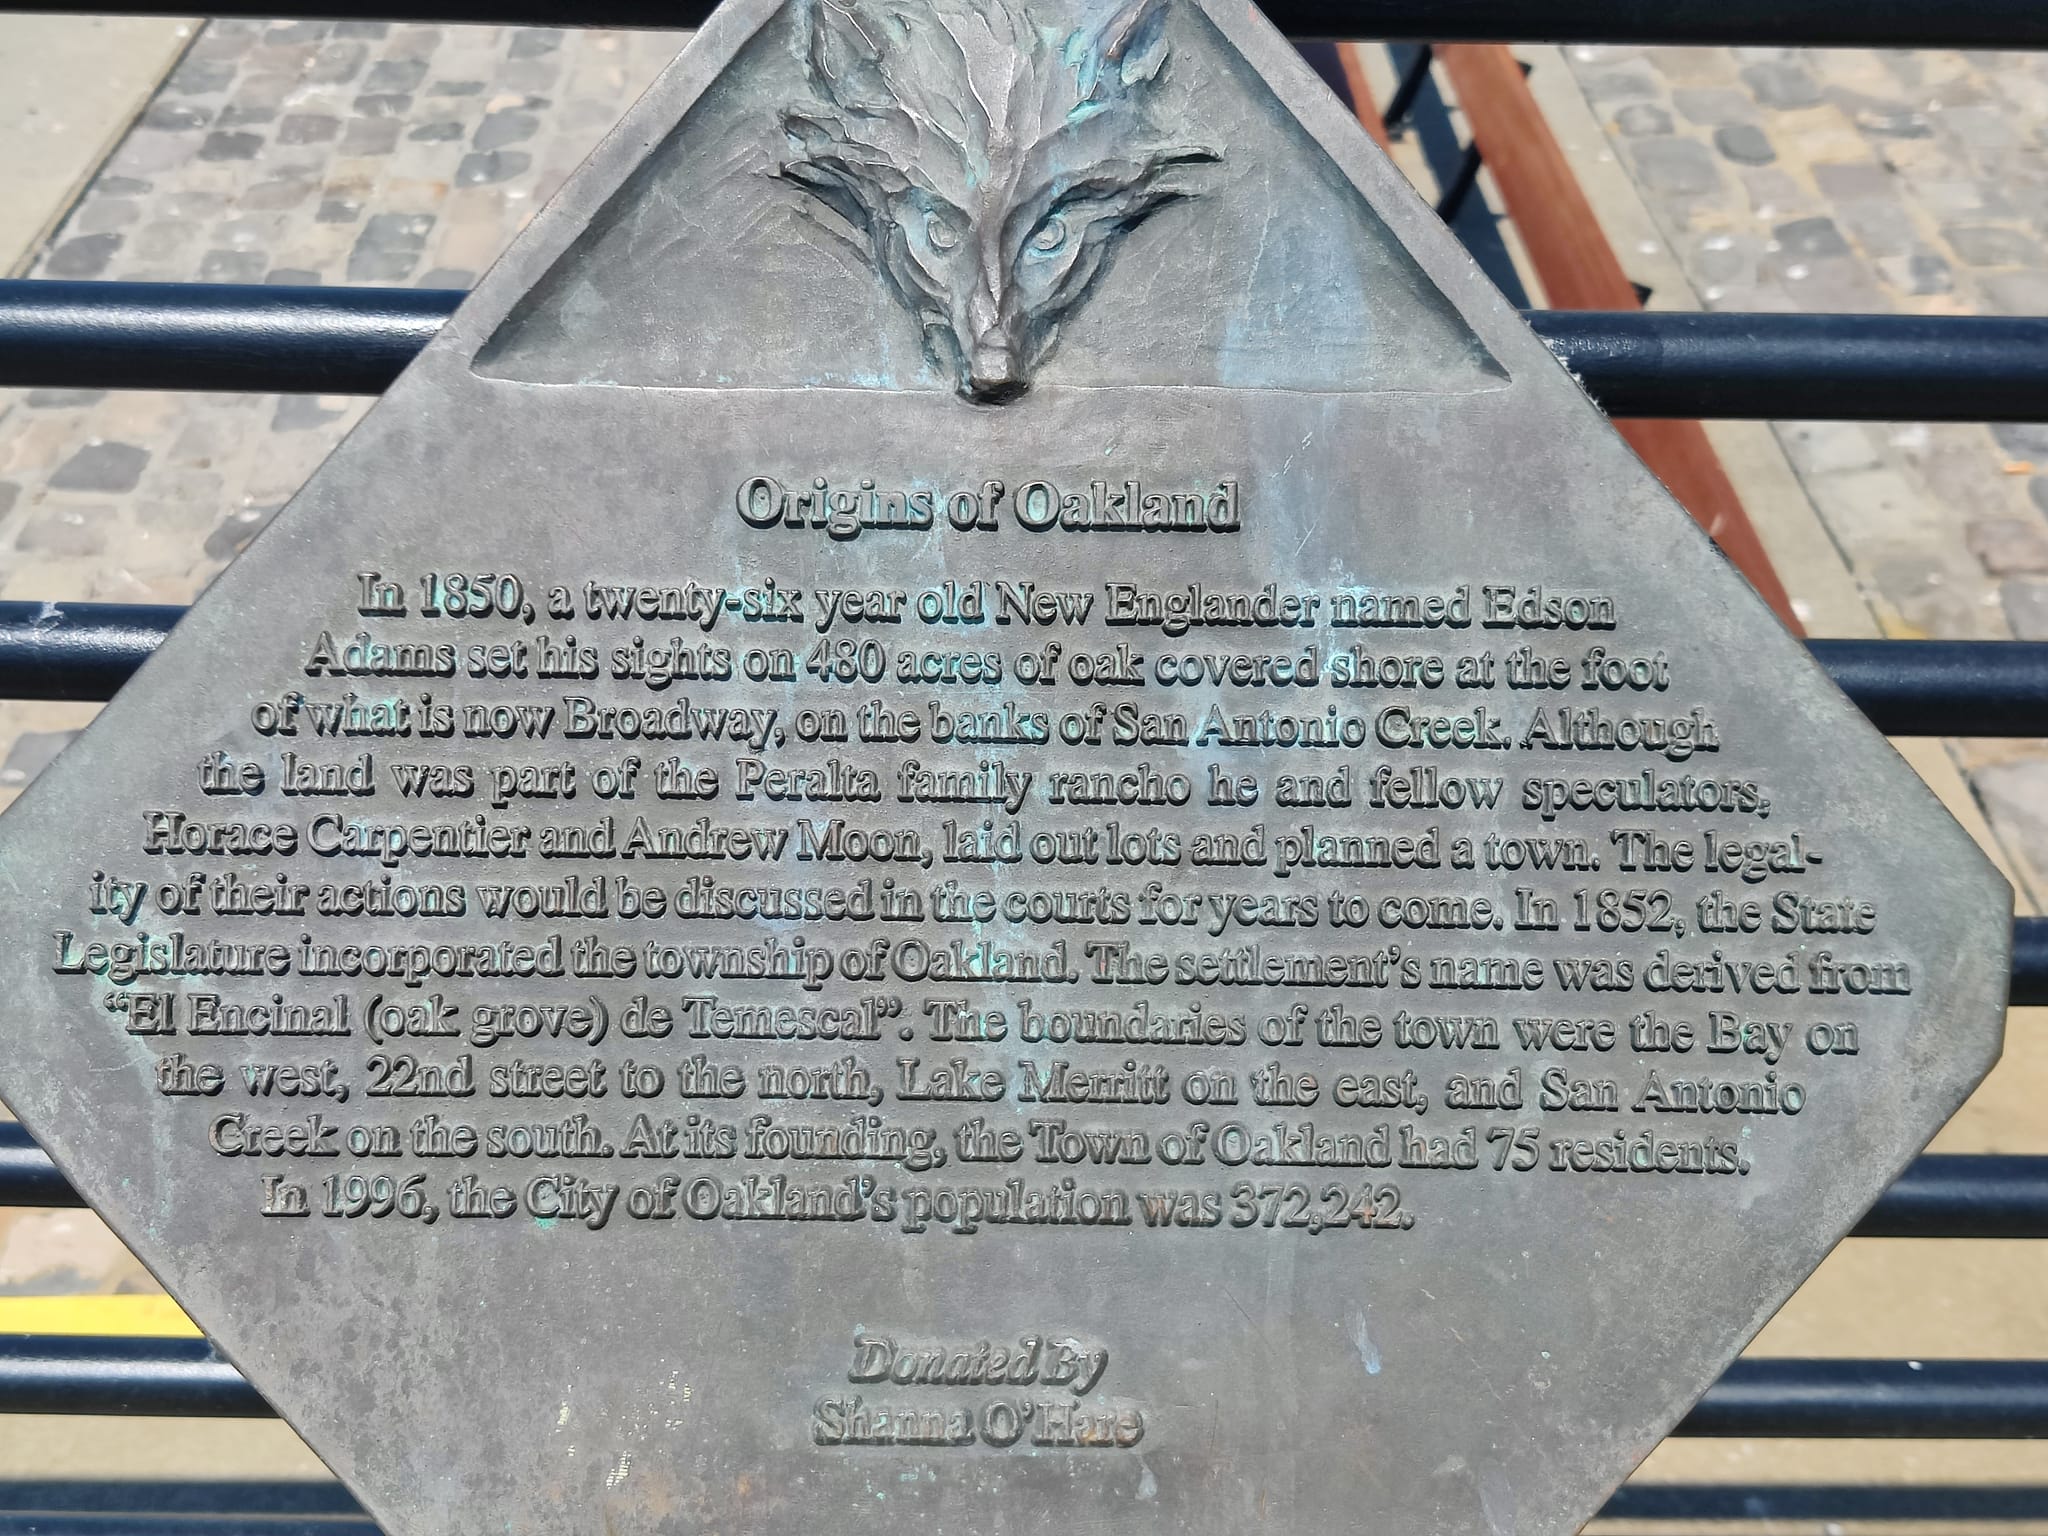 Origins of Oakland
In 1850, a twenty-six year old New Englander named Edson
Adams set his sights on 480 acres of oak covered shore at the foot
of what is now Broadway, on the banks of San Antonio Creek. Although
the land was part of the Peralta family rancho he and fellow speculators,
Horace Carpentier and Andrew Moon, laid out lots and planned a town. The legal-
ity of their actions would be discussed in the courts for years to come. In 1852, the State
Legislature incorporated the township of Oakland. The settlement's name was derived from
“El Encinal (oak grove) de Temescal”. The boundaries of the town were the Bay on
the west, 22nd street to the north, Lake Merritt on the east, and San Antonio
Creek on the south. At its founding, the Town of Oakland had 75 residents.
In 1996, the City of Oakland's population was 372,242.
Donated By
Shanna O'Hare